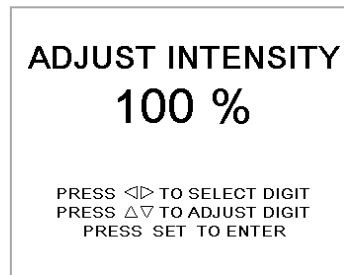 ADJUST INTENSITY
100 %
PRESS ◁▷ TO SELECT DIGIT
PRESS △▽ TO ADJUST DIGIT
PRESS SET TO ENTER